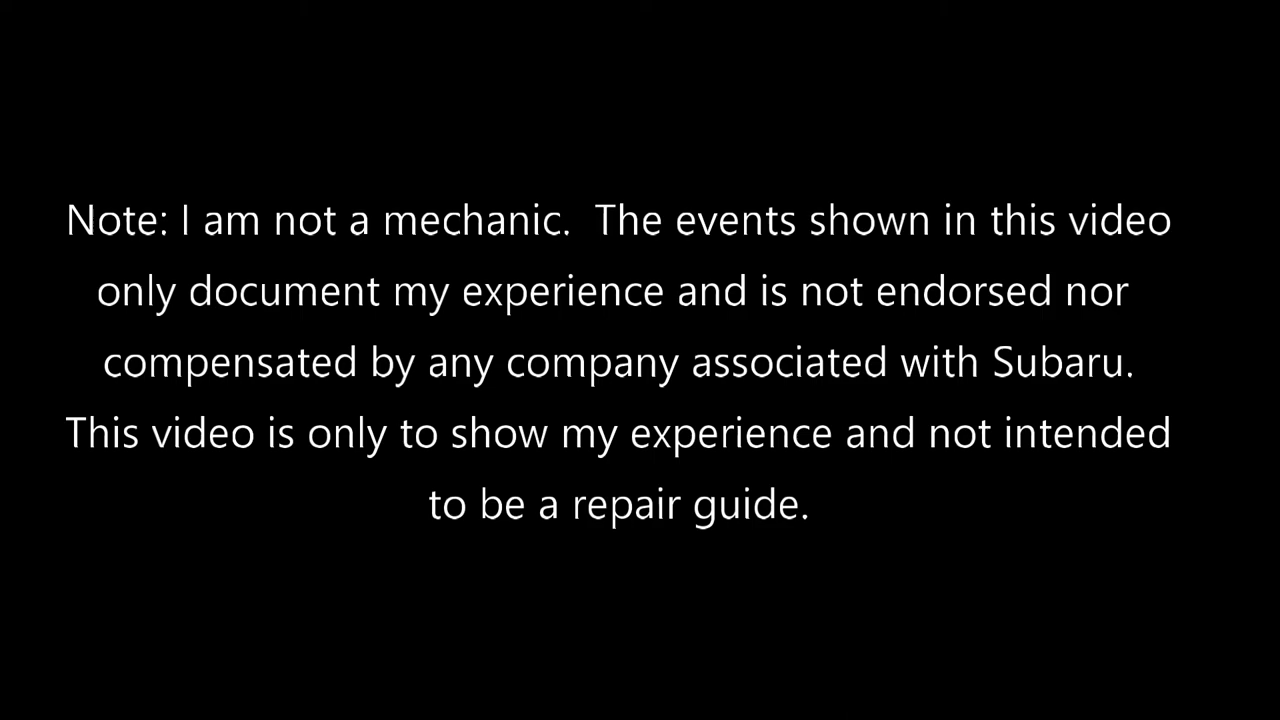 Note: I am not a mechanic.  The events shown in this video
only document my experience and is not endorsed nor
compensated by any company associated with Subaru.
This video is only to show my experience and not intended
to be a repair guide.